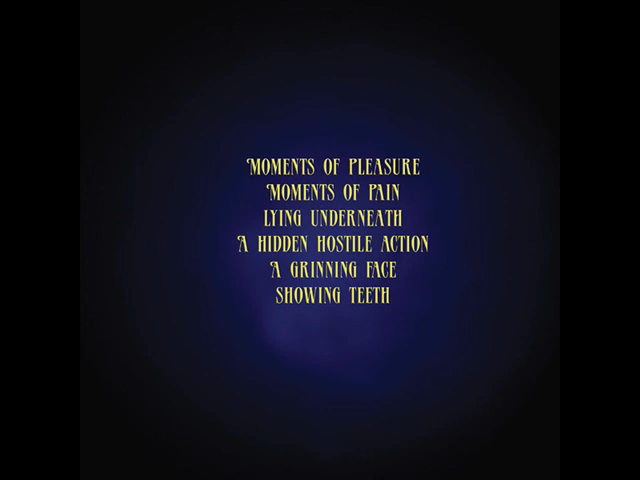 Moments of pleasure
Moments of pain
lying underneath
A hidden hostile action
A grinning face
showing teeth